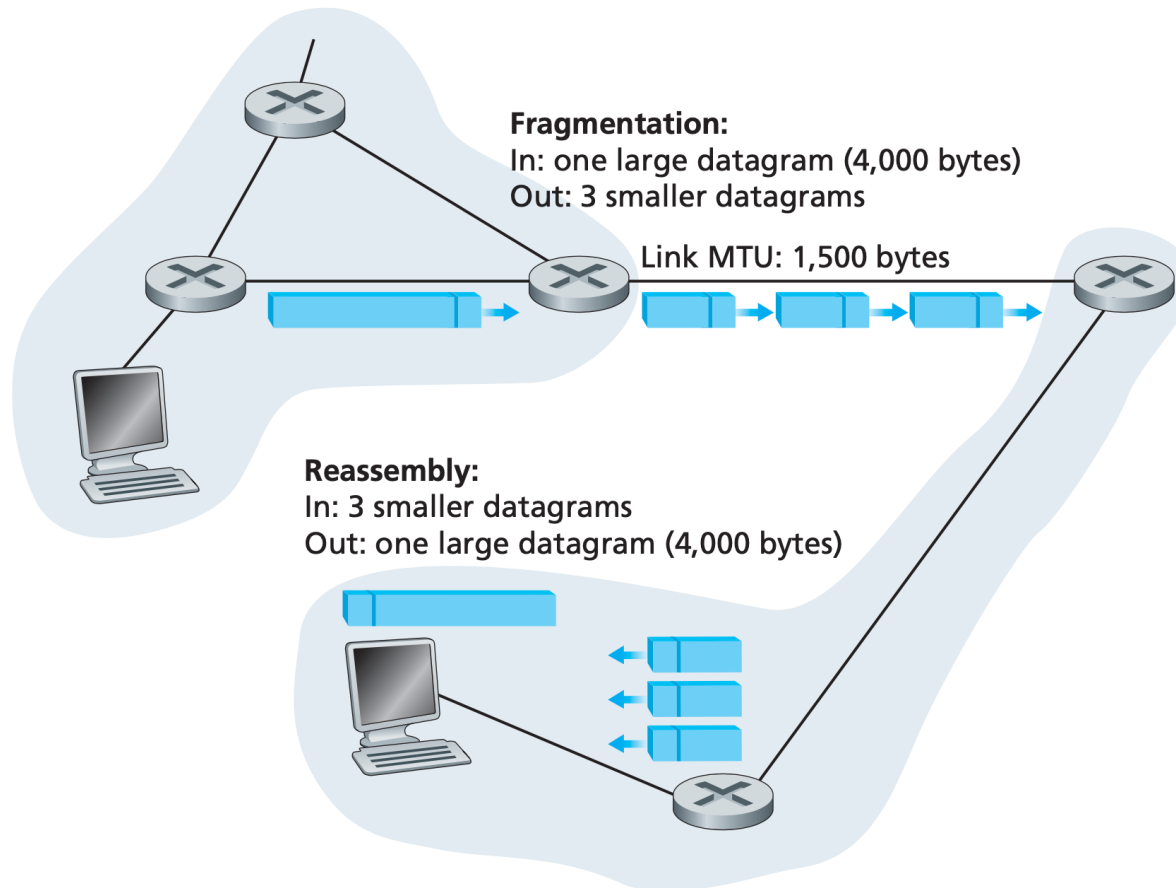 Fragmentation:
In: one large datagram (4,000 bytes)
Out: 3 smaller datagrams
Link MTU: 1,500 bytes
Reassembly:
In: 3 smaller datagrams
Out: one large datagram (4,000 bytes)